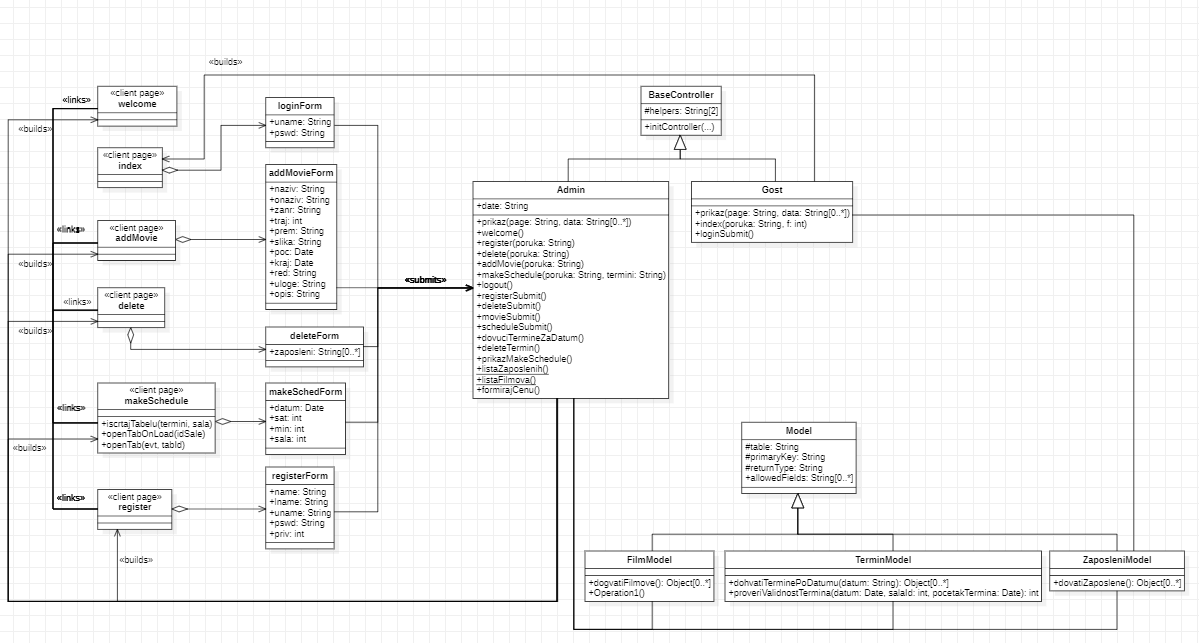 «builds»
«links»
«client page»
welcome
«builds»
«client page»
index
loginForm
+uname: String
+pswd: String
addMovieForm
+naziv: String
+onaziv: String
+zanr: String
+traj: int
+prem: String
+slika: String
+poc: Date
+kraj: Date
+red: String
+uloge: String
+opis: String
«links»
«client page»
addMovie
«builds»
«links»
«client page»
delete
«builds»
deleteForm
+zaposleni: String[0..*]
«links»
«client page»
makeSchedule
+iscrtajTabelu(termini, sala)
+openTabOnLoad(idSale)
+openTab(evt, tabId)
«builds»
makeSchedForm
+datum: Date
+sat: int
+min: int
+sala: int
«links»
«client page»
register
registerForm
+name: String
+lname: String
+uname: String
+pswd: String
+priv: int
«builds»
«submits»
BaseController
#helpers: String[2]
+initController(...)
Admin
+date: String
+prikaz(page: String, data: String[0..*])
+welcome()
+register(poruka: String)
+delete(poruka: String)
+addMovie(poruka: String)
+makeSchedule(poruka: String, termini: String)
+logout()
+registerSubmit()
+deleteSubmit()
+movieSubmit()
+scheduleSubmit()
+dovuciTermineZaDatum()
+deleteTermin()
+prikazMakeSchedule()
+listaZaposlenih()
+listaFilmova()
+formirajCenu()
Gost
+prikaz(page: String, data: String[0..*])
+index(poruka: String, f: int)
+loginSubmit()
Model
#table: String
#primaryKey: String
#returnType: String
+allowedFields: String[0..*]
FilmModel
+dogvatiFilmove(): Object[0..*]
+Operation1()
TerminModel
+dohvatiTerminePoDatumu(datum: String): Object[0..*]
+proveriValidnostTermina(datum: Date, salaId: int, pocetakTermina: Date): int
ZaposleniModel
+dovatiZaposlene(): Object[0..*]